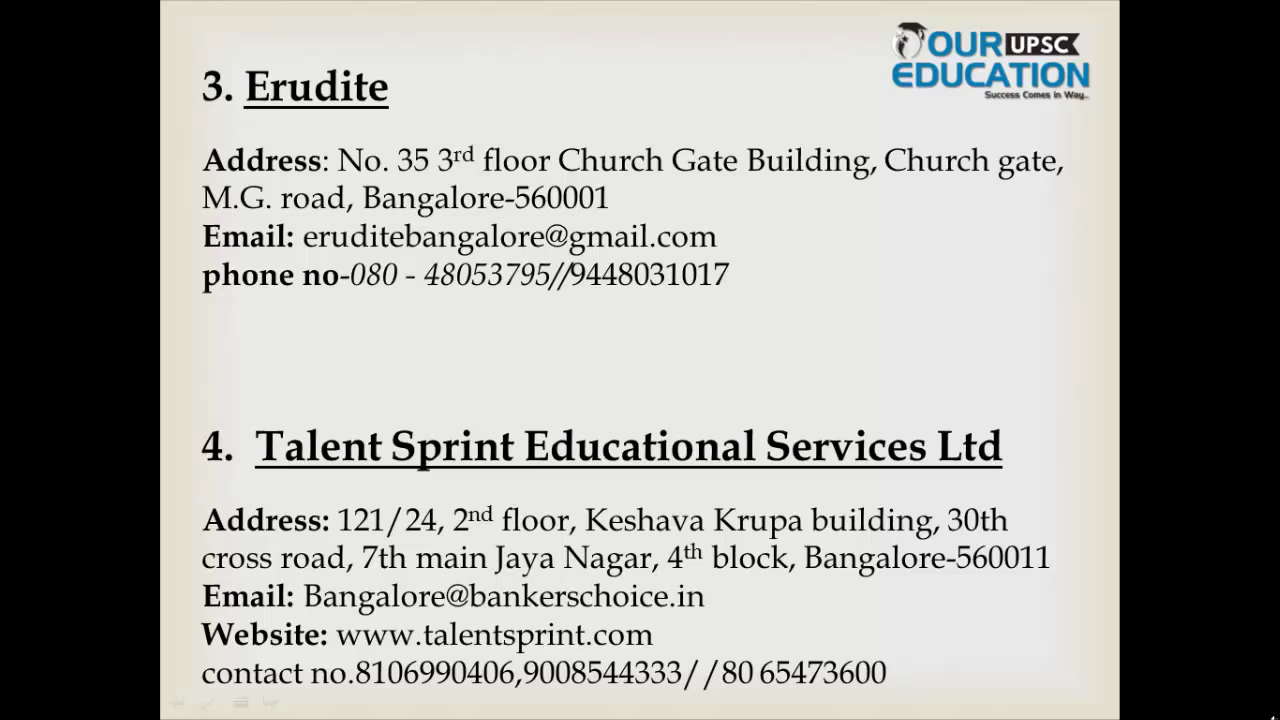 OUR UPSC
EDUCATION
Success Comes in Way..
3. Erudite
Address: No. 35 3rd floor Church Gate Building, Church gate,
M.G. road, Bangalore-560001
Email: eruditebangalore@gmail.com
phone no-080 - 48053795//9448031017
4. Talent Sprint Educational Services Ltd
Address: 121/24, 2nd floor, Keshava Krupa building, 30th
cross road, 7th main Jaya Nagar, 4th block, Bangalore-560011
Email: Bangalore@bankerschoice.in
Website: www.talentsprint.com
contact no.8106990406,9008544333//80 65473600